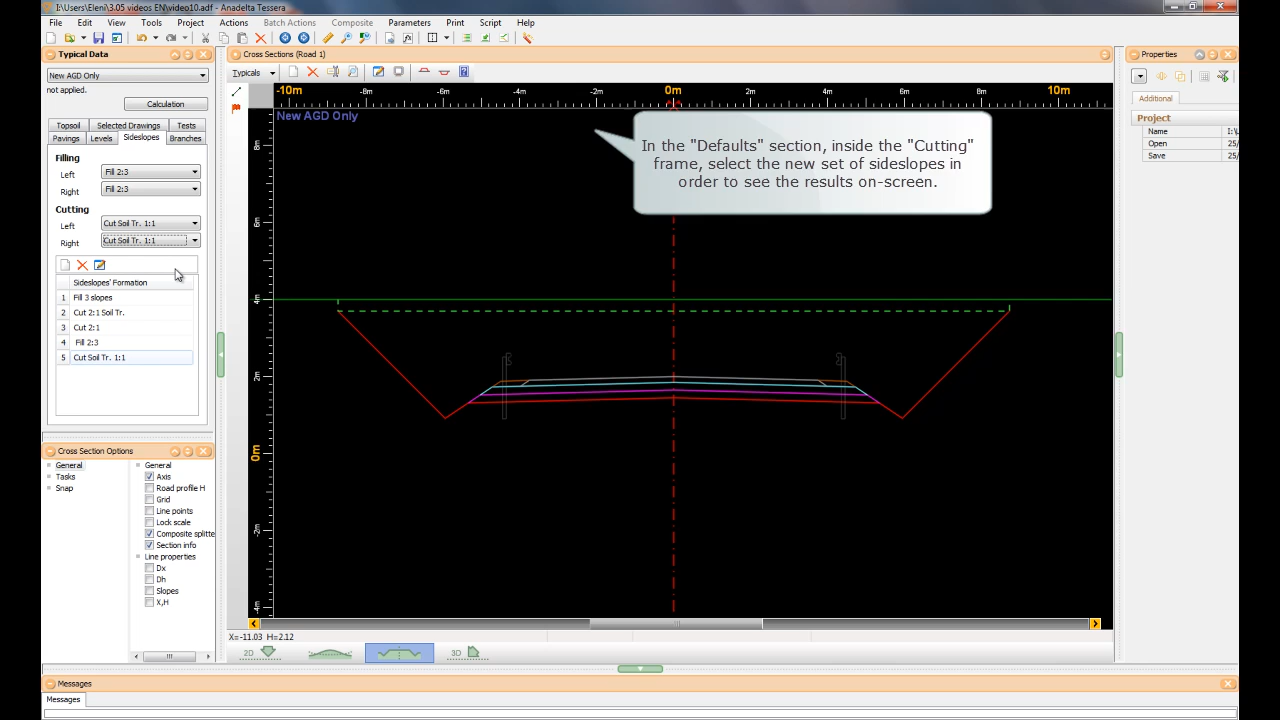 I:\Users\Eleni\3.05 videos EN\video10.adf - Anadelta Tessera
File Edit View Tools Project Actions Batch Actions Composite Parameters Print Script Help
Typical Data
New AGD Only
not applied.
Calculation
Topsoil Selected Drawings Tests
Pavings Levels Sideslopes Branches
Filling
Left Fill 2:3
Right Fill 2:3
Cutting
Left Cut Soil Tr. 1:1
Right Cut Soil Tr. 1:1
Sideslopes' Formation
1 Fill 3 slopes
2 Cut 2:1 Soil Tr.
3 Cut 2:1
4 Fill 2:3
5 Cut Soil Tr. 1:1
Cross Section Options
General
Tasks
Snap
General
Axis
Road profile H
Grid
Line points
Lock scale
Composite splitte
Section info
Line properties
Dx
Dh
Slopes
X,H
Cross Sections (Road 1)
Typicals
-10m -8m -6m -4m -2m 0m 2m 4m 6m 8m 10m
New AGD Only
8m
6m
4m
2m
0m
-2m
-4m
In the "Defaults" section, inside the "Cutting"
frame, select the new set of sideslopes in
order to see the results on-screen.
X=-11.03 H=2.12
2D 3D
Properties
Additional
Project
Name I:\
Open 25/
Save 25/
Messages
Messages